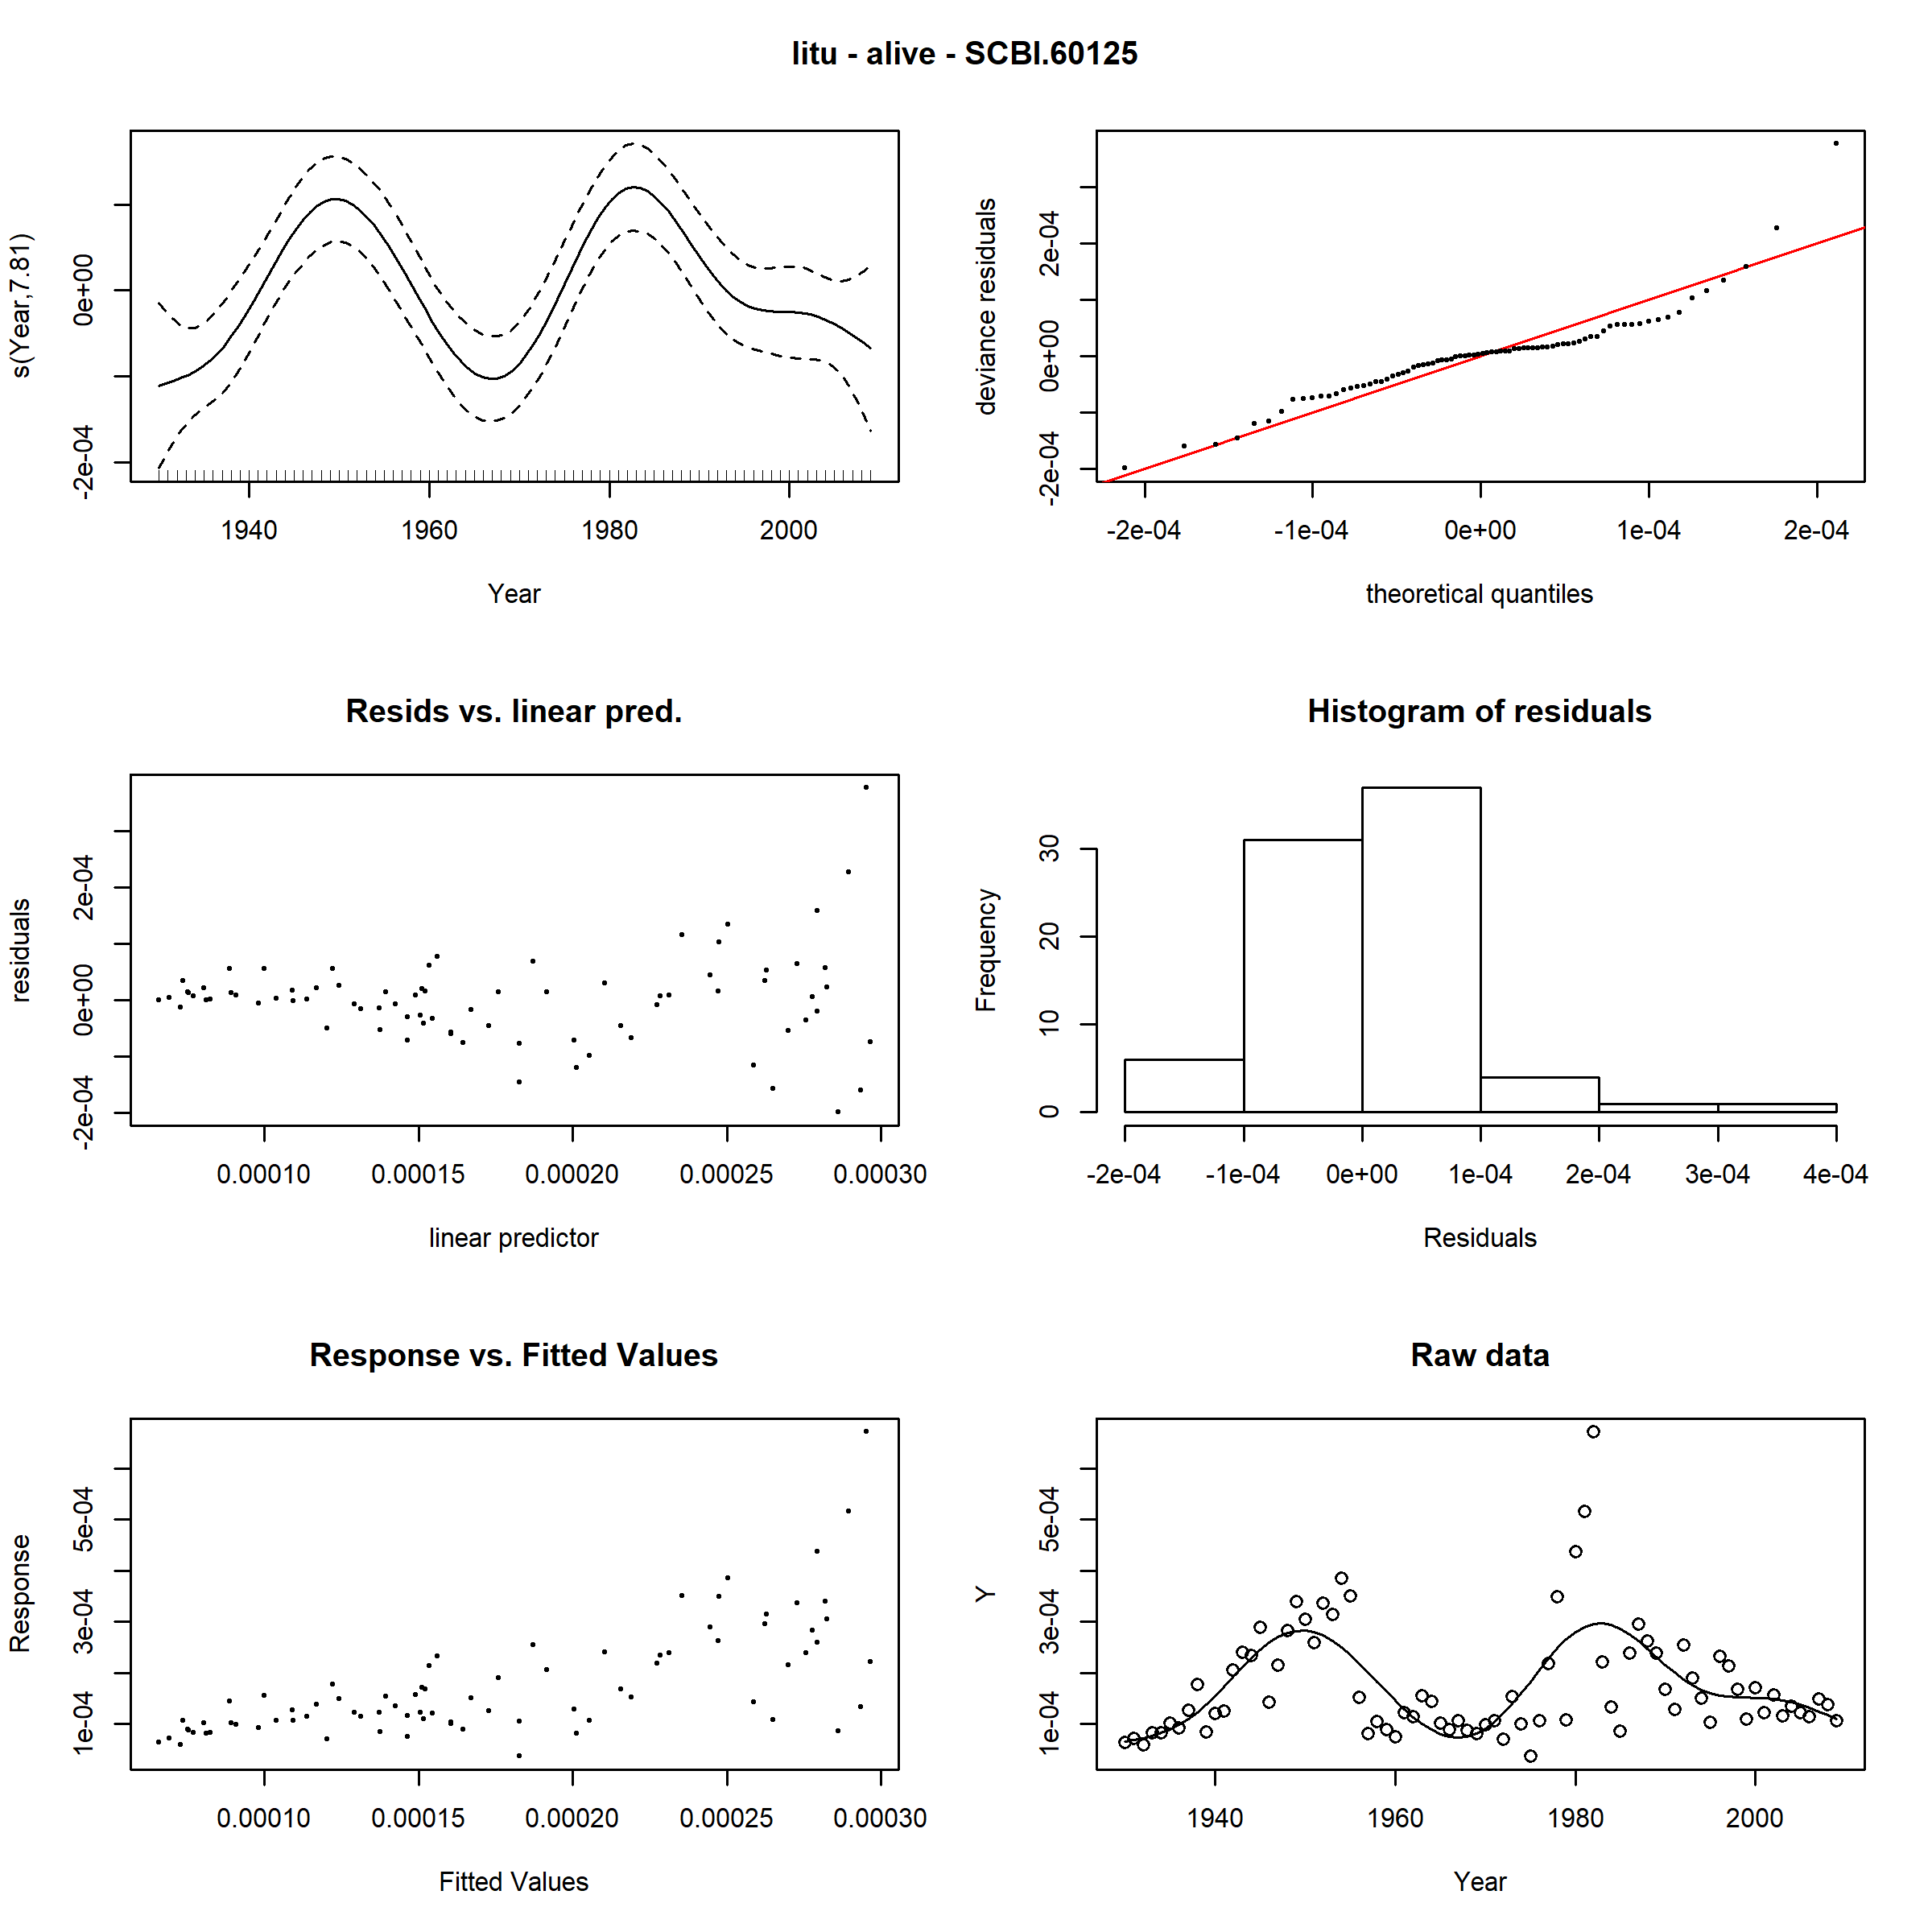 litu - alive - SCBI.60125
s(Year,7.81)
-2e-04 0e+00
1940 1960 1980 2000
Year
deviance residuals
-2e-04 0e+00 2e-04
-2e-04 -1e-04 0e+00 1e-04 2e-04
theoretical quantiles
Resids vs. linear pred.
residuals
-2e-04 0e+00 2e-04
0.00010 0.00015 0.00020 0.00025 0.00030
linear predictor
Histogram of residuals
Frequency
0 10 20 30
-2e-04 -1e-04 0e+00 1e-04 2e-04 3e-04 4e-04
Residuals
Response vs. Fitted Values
Response
1e-04 3e-04 5e-04
0.00010 0.00015 0.00020 0.00025 0.00030
Fitted Values
Raw data
Y
1e-04 3e-04 5e-04
1940 1960 1980 2000
Year